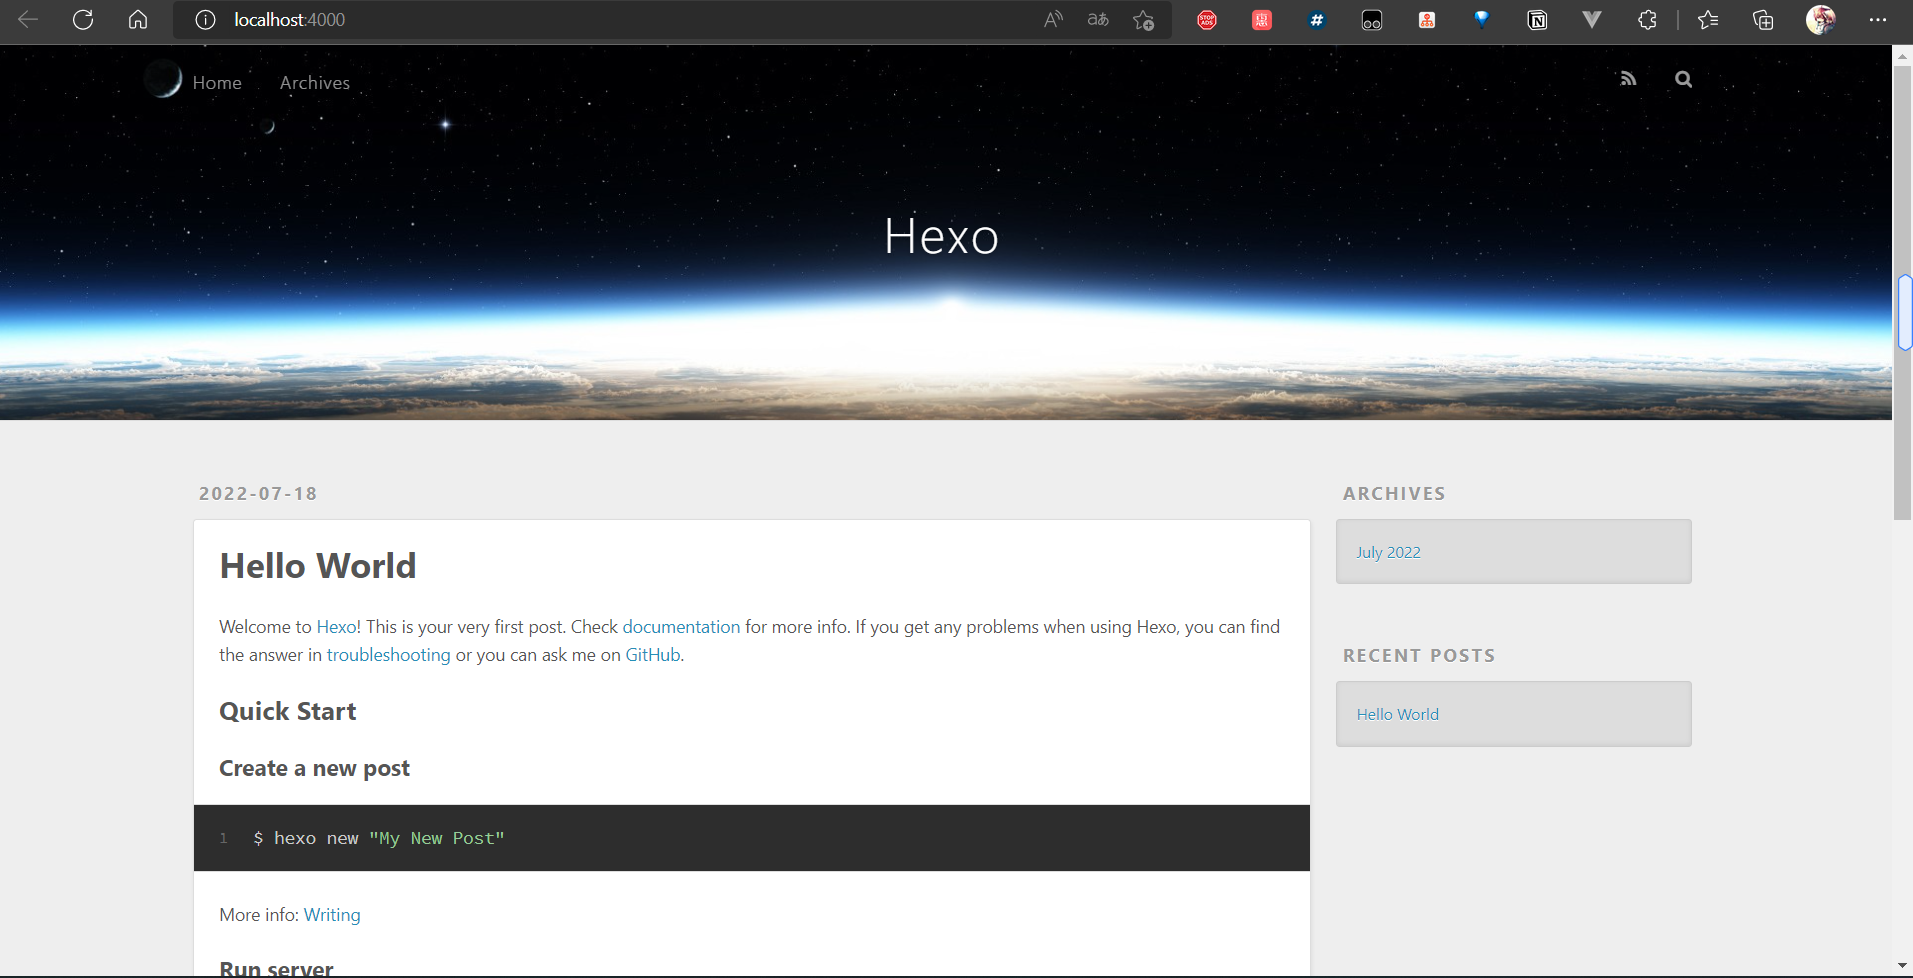 localhost:4000
Home Archives
Hexo
2022-07-18
Hello World
Welcome to Hexo! This is your very first post. Check documentation for more info. If you get any problems when using Hexo, you can find
the answer in troubleshooting or you can ask me on GitHub.
Quick Start
Create a new post
1 $ hexo new "My New Post"
More info: Writing
Run server
ARCHIVES
July 2022
RECENT POSTS
Hello World